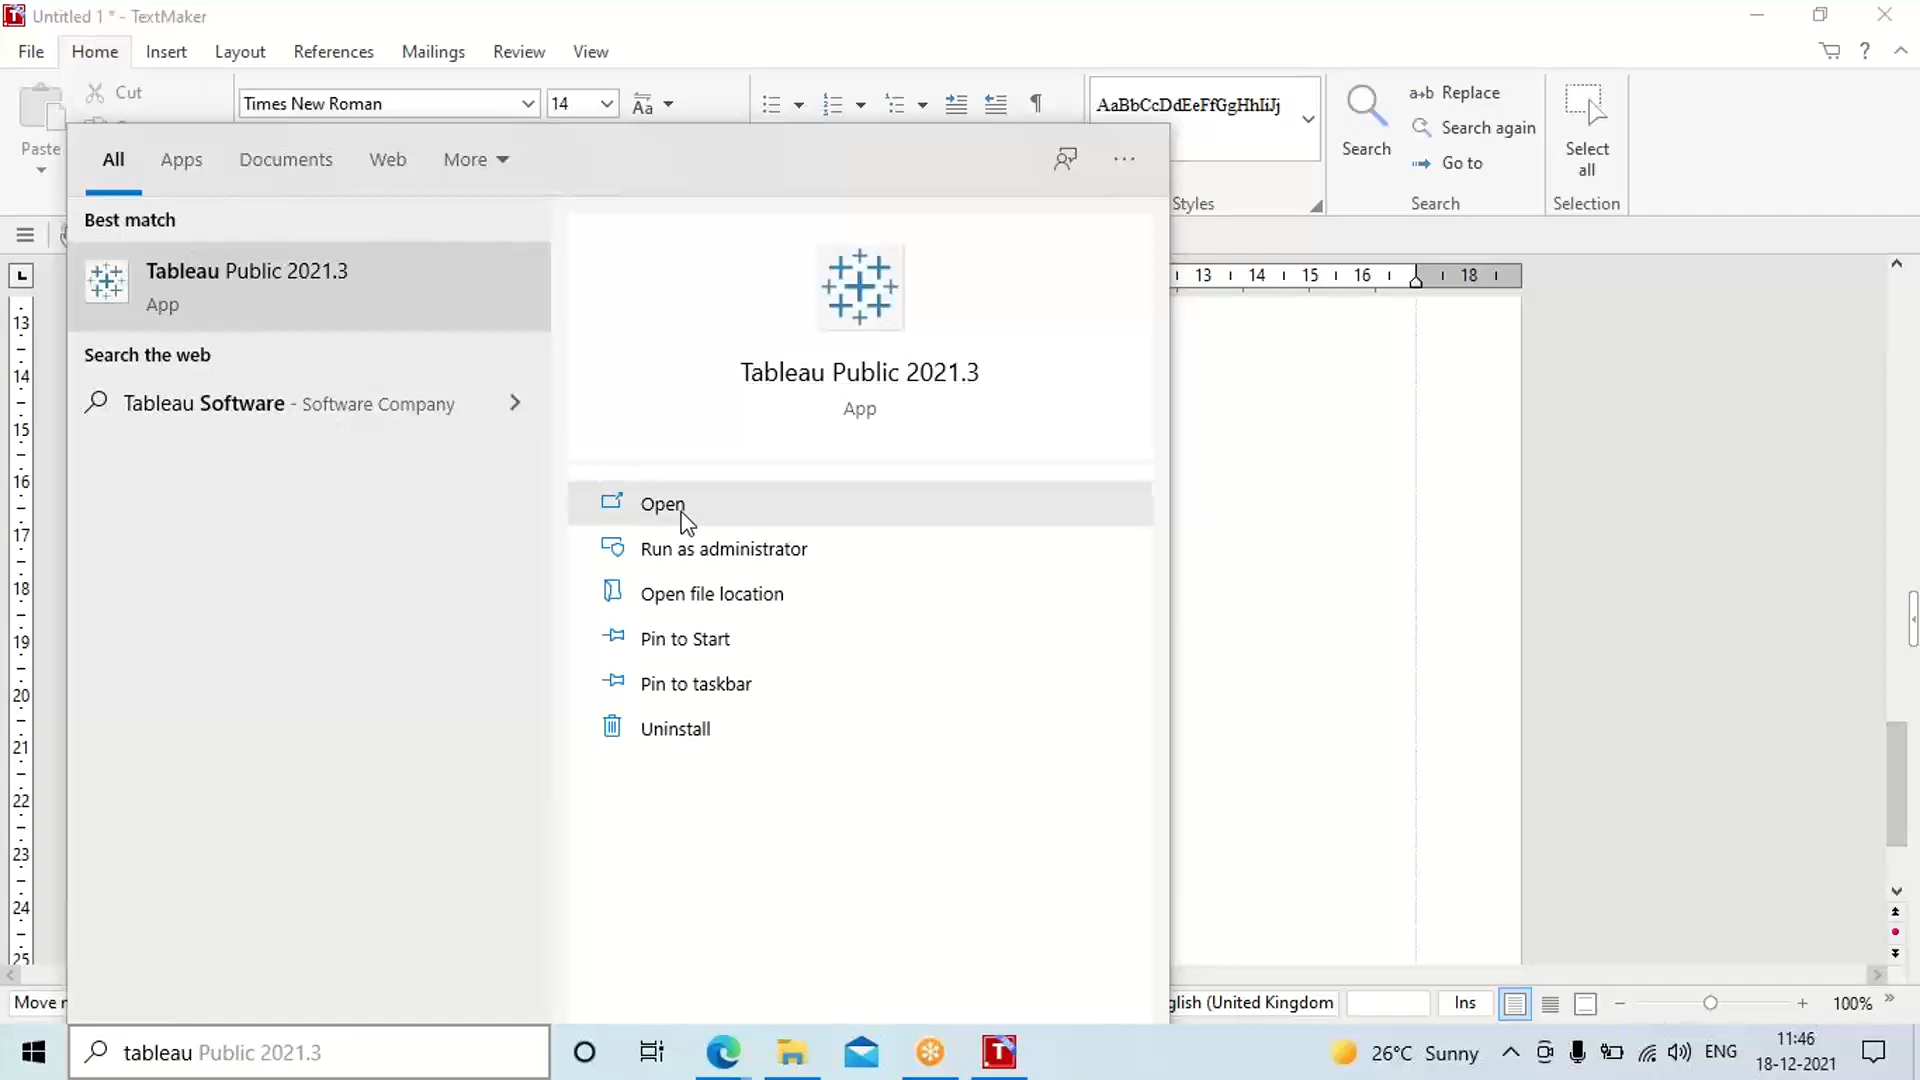 Untitled 1 * - TextMaker
File Home Insert Layout References Mailings Review View
Cut
Paste
Times New Roman 14
AaBbCcDdEeFfGgHhIiJj
Styles
Search
Replace
Search again
Go to
Search
Select all
Selection
All Apps Documents Web More
Best match
Tableau Public 2021.3
App
Search the web
Tableau Software - Software Company
Tableau Public 2021.3
App
Open
Run as administrator
Open file location
Pin to Start
Pin to taskbar
Uninstall
13 14 15 16 18
13
14
15
16
17
18
19
20
21
22
23
24
25
Move
glish (United Kingdom Ins 100%
tableau Public 2021.3
26°C Sunny ENG
11:46
18-12-2021